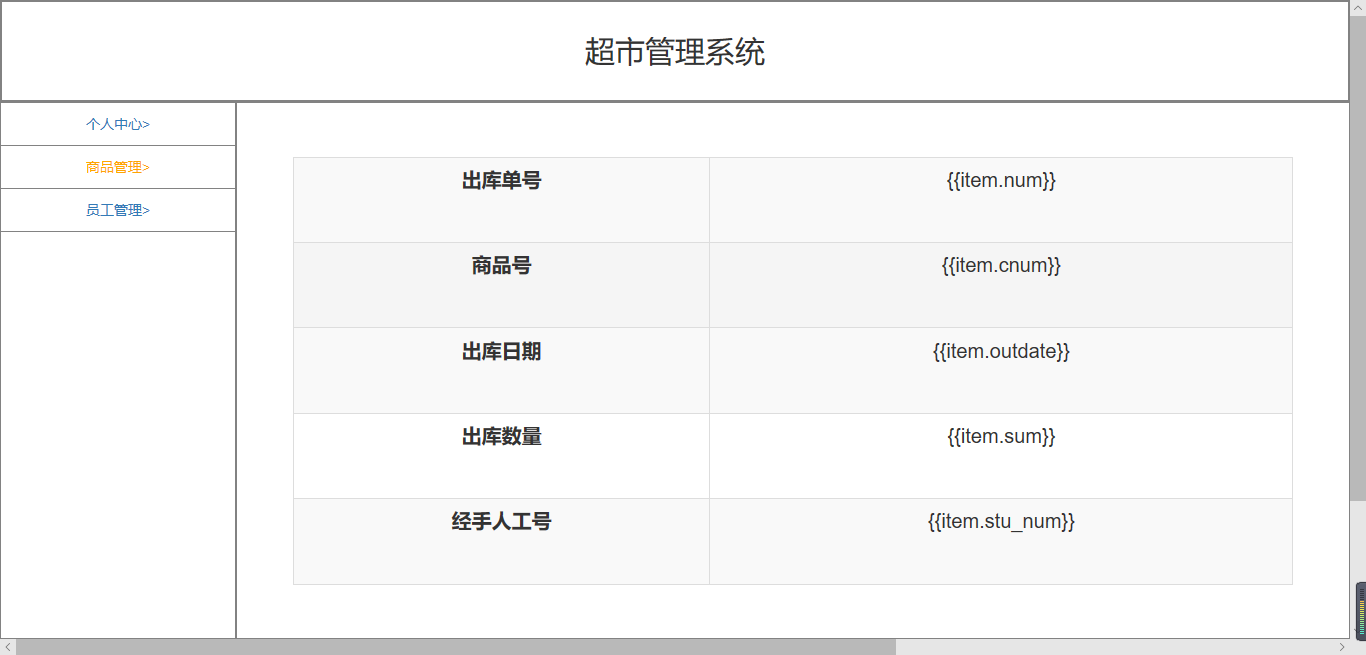 超市管理系统
个人中心>
商品管理>
员工管理>
出库单号 {{item.num}}
商品号 {{item.cnum}}
出库日期 {{item.outdate}}
出库数量 {{item.sum}}
经手人工号 {{item.stu_num}}